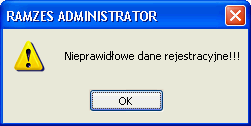 RAMZES ADMINISTRATOR
Nieprawidłowe dane rejestracyjne!!!
OK